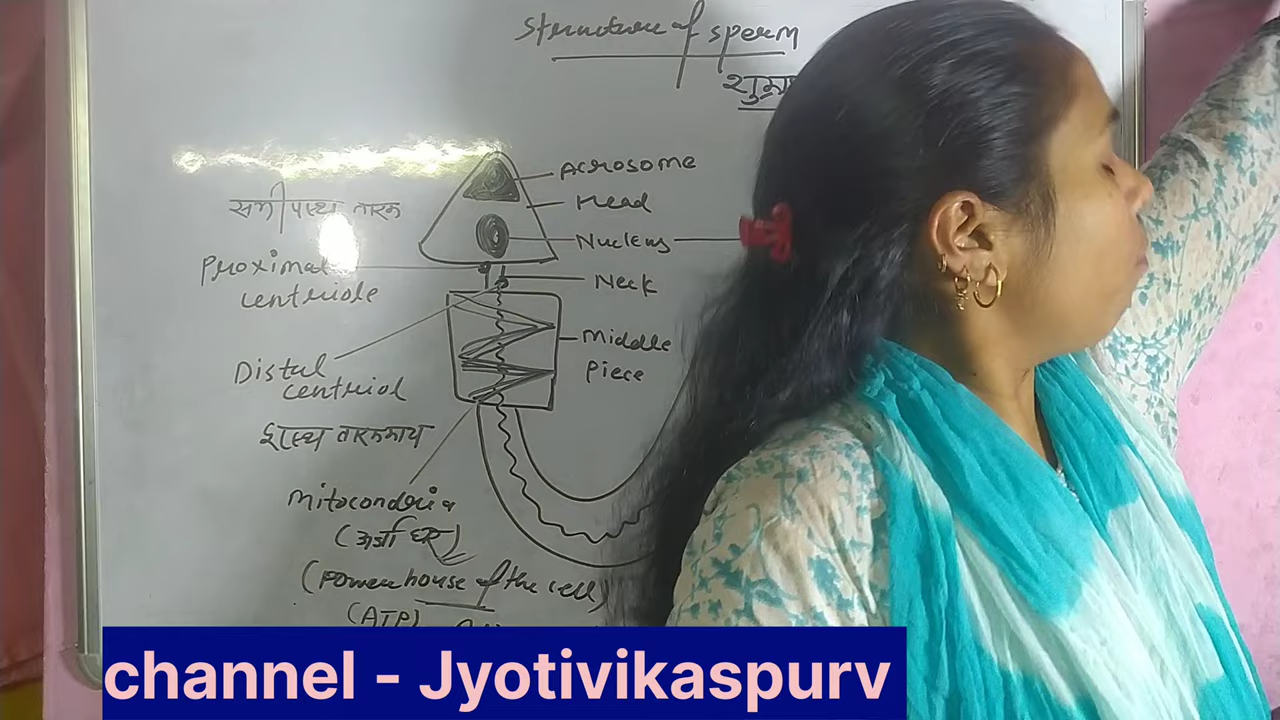 Structure of sperm
शुक्रा
Acrosome
Head
Nucleus
Neck
Middle
Piece
समीपस्थ तारक
Proximal
centriole
Distal
centriol
दूरस्थ तारककाय
Mitocondria
(ऊर्जा घर)
(Power house of the cell)
(ATP)
channel - Jyotivikaspurv